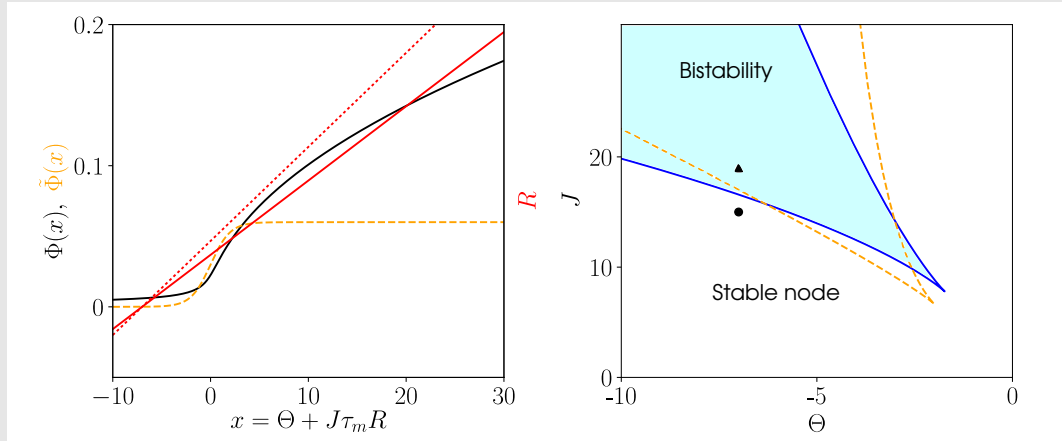 0.2
0.1
0
Φ(x), Φ̃(x)
−10
0
10
20
30
x = Θ + Jτ_mR
R
Bistability
Stable node
20
10
0
J
-10
-5
0
Θ